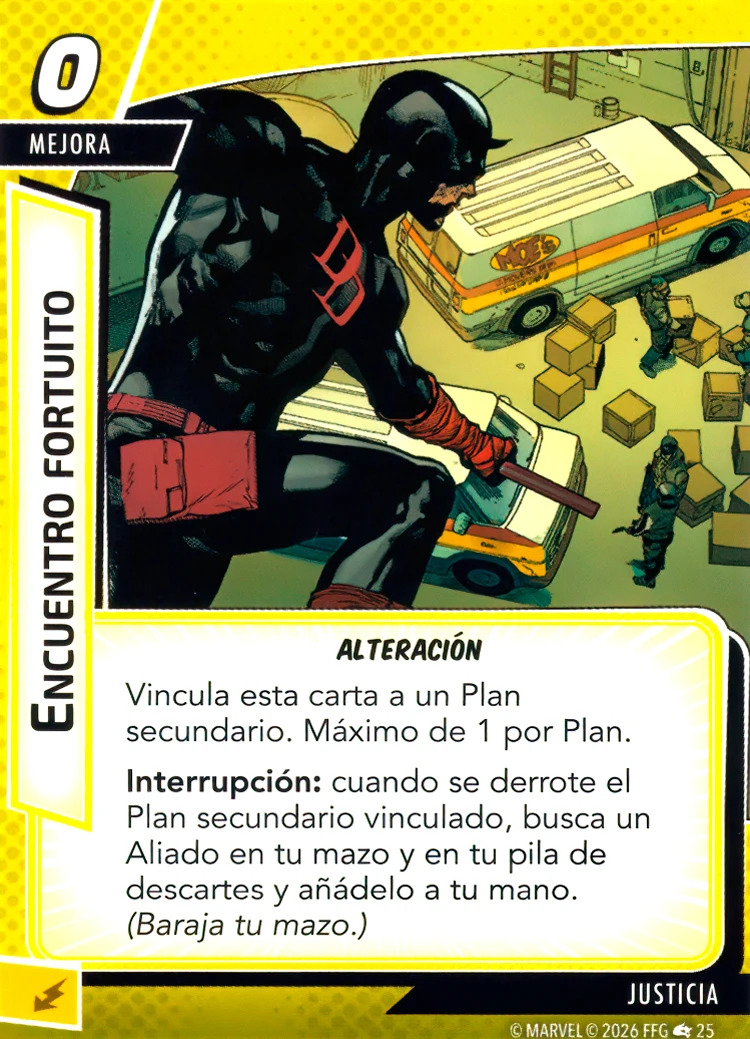 0
MEJORA
ENCUENTRO FORTUITO
MOE'S
ALTERACIÓN
Vincula esta carta a un Plan
secundario. Máximo de 1 por Plan.
Interrupción: cuando se derrote el
Plan secundario vinculado, busca un
Aliado en tu mazo y en tu pila de
descartes y añádelo a tu mano.
(Baraja tu mazo.)
JUSTICIA
© MARVEL © 2026 FFG 25